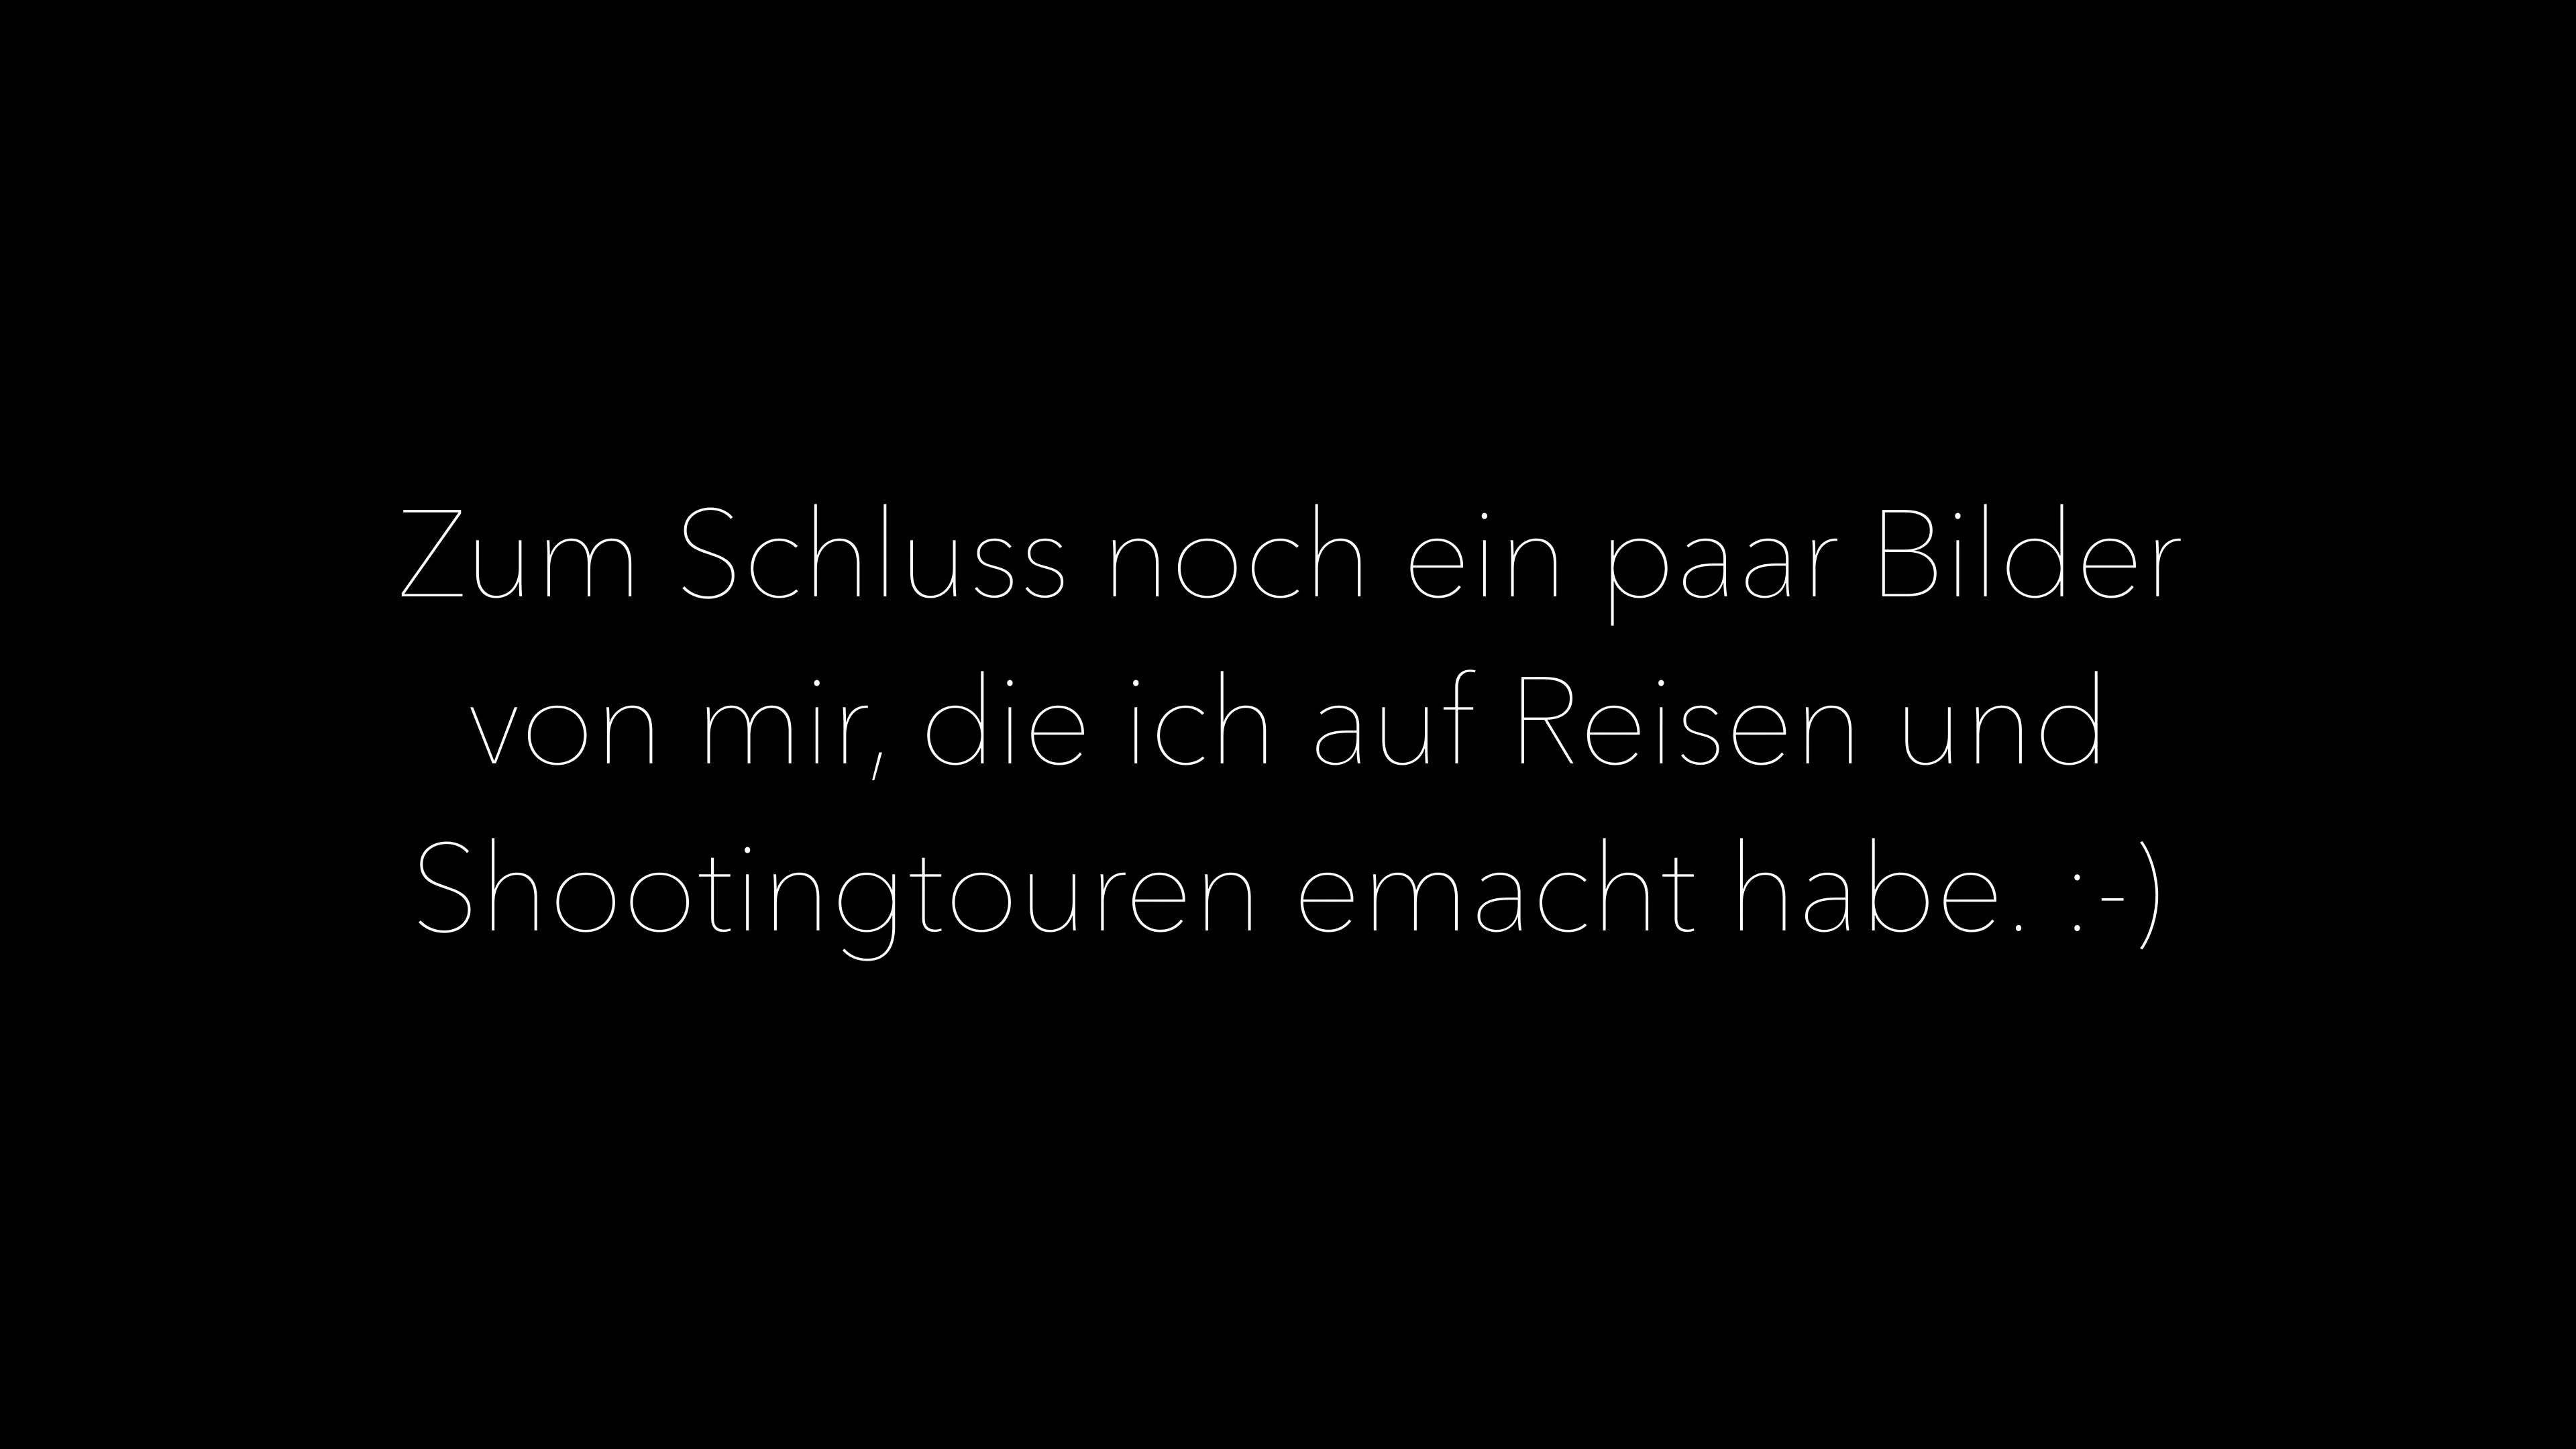 Zum Schluss noch ein paar Bilder
von mir, die ich auf Reisen und
Shootingtouren emacht habe. :-)